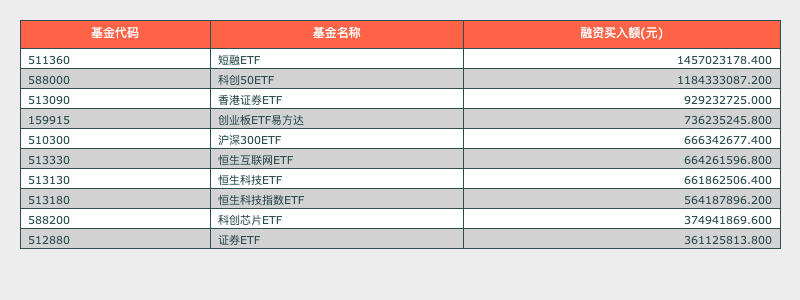 基金代码 基金名称 融资买入额(元)
511360 短融ETF 1457023178.400
588000 科创50ETF 1184333087.200
513090 香港证券ETF 929232725.000
159915 创业板ETF易方达 736235245.800
510300 沪深300ETF 666342677.400
513330 恒生互联网ETF 664261596.800
513130 恒生科技ETF 661862506.400
513180 恒生科技指数ETF 564187896.200
588200 科创芯片ETF 374941869.600
512880 证券ETF 361125813.800